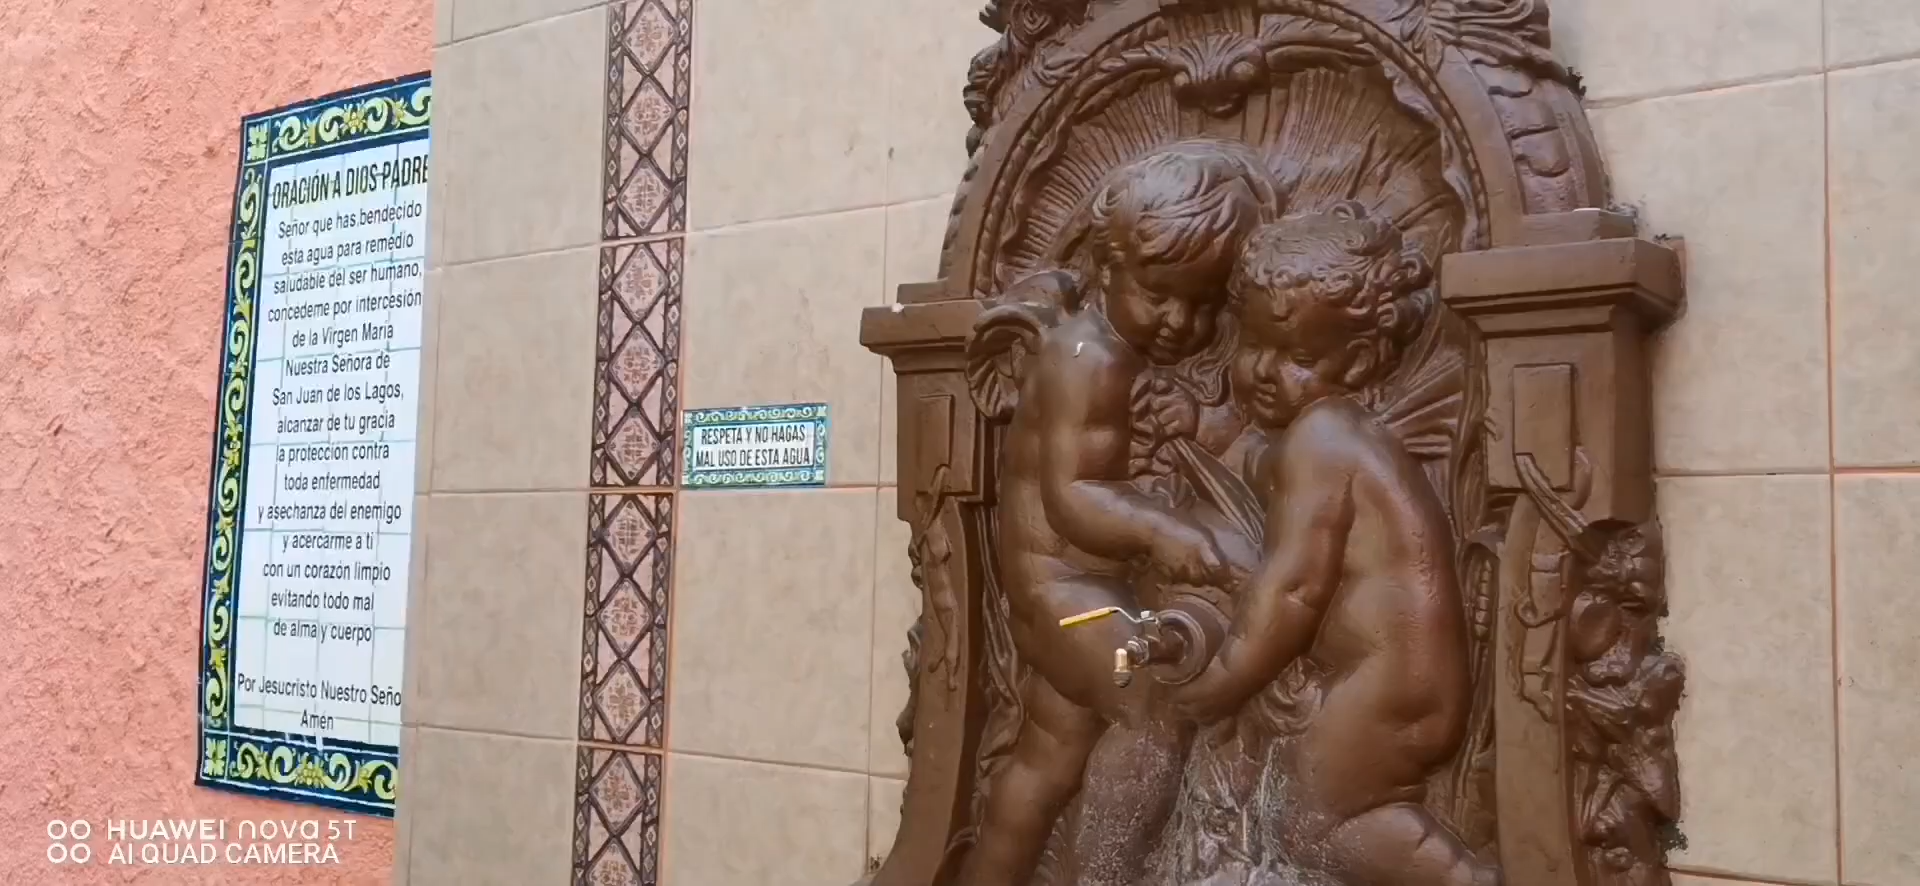 ORACIÓN A DIOS PADRE
Señor que has bendecido
esta agua para remedio
saludable del ser humano,
concedeme por intercesión
de la Virgen María
Nuestra Señora de
San Juan de los Lagos,
alcanzar de tu gracia
la protección contra
toda enfermedad
y asechanza del enemigo
y acercarme a ti
con un corazón limpio
evitando todo mal
de alma y cuerpo
Por Jesucristo Nuestro Seño
Amén
RESPETA Y NO HAGAS
MAL USO DE ESTA AGUA
HUAWEI nova 5T
AI QUAD CAMERA